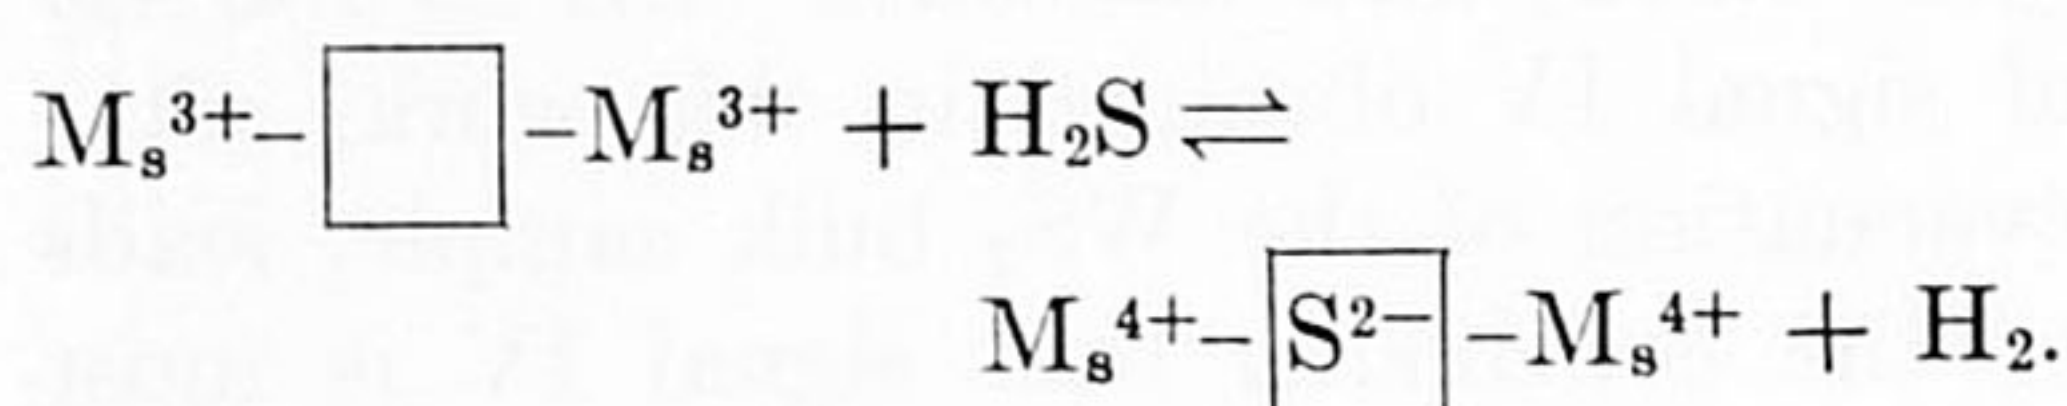 Mₛ³⁺–□–Mₛ³⁺ + H₂S ⇌
Mₛ⁴⁺–[S²⁻]–Mₛ⁴⁺ + H₂.